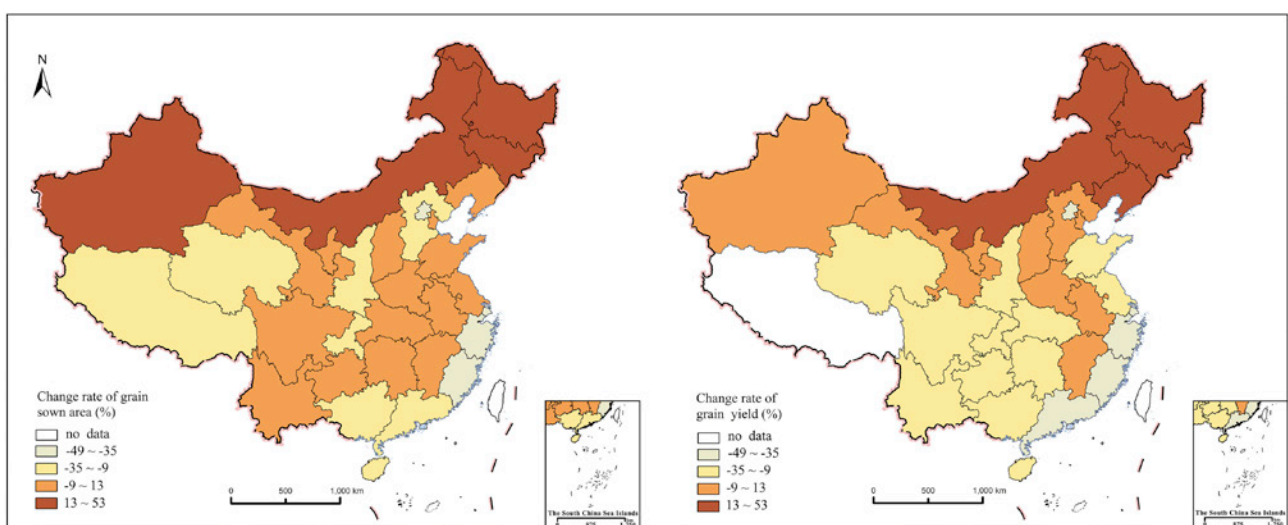 N
Change rate of grain
sown area (%)
no data
-49 ~ -35
-35 ~ -9
-9 ~ 13
13 ~ 53
0 500 1,000 km
The South China Sea Islands
Change rate of
grain yield (%)
no data
-49 ~ -35
-35 ~ -9
-9 ~ 13
13 ~ 53
0 500 1,000 km
The South China Sea Islands